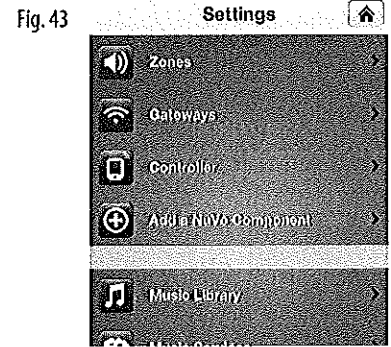 Fig. 43
Settings
Zones
Gateways
Controller
Add a NuVo Component
Music Library